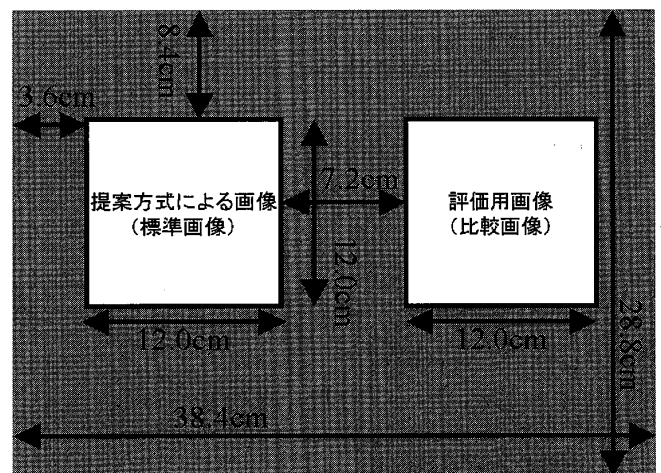 8.4cm
3.6cm
提案方式による画像
(標準画像)
7.2cm
12.0cm
評価用画像
(比較画像)
12.0cm
12.0cm
28.8cm
38.4cm